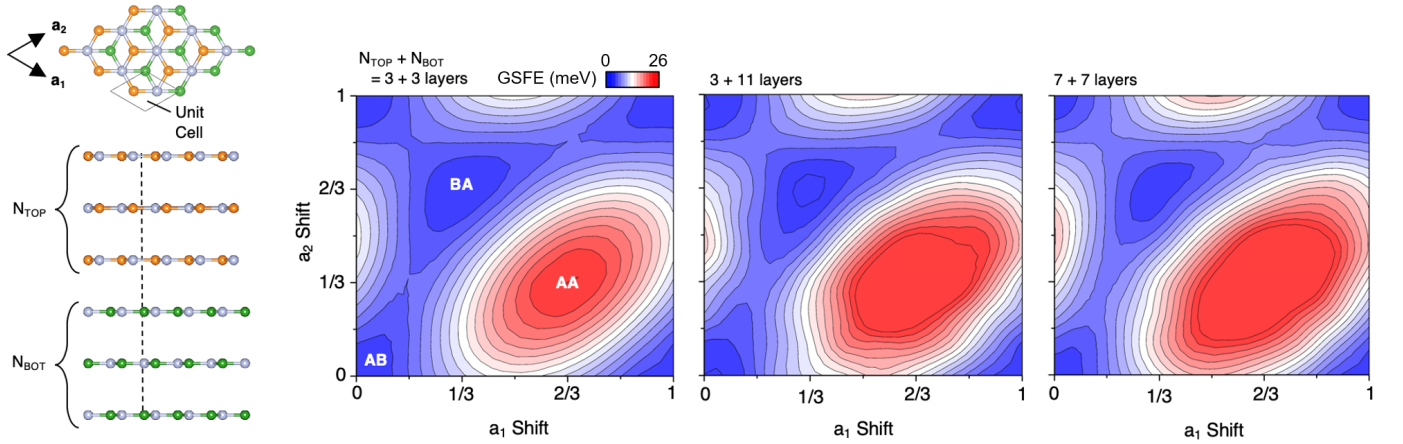 a2
a1
Unit
Cell
NTOP
NBOT
NTOP + NBOT
= 3 + 3 layers
GSFE (meV)
0 26
1
2/3
1/3
0
a2 Shift
BA
AA
AB
0 1/3 2/3 1
a1 Shift
3 + 11 layers
0 1/3 2/3 1
a1 Shift
7 + 7 layers
0 1/3 2/3 1
a1 Shift